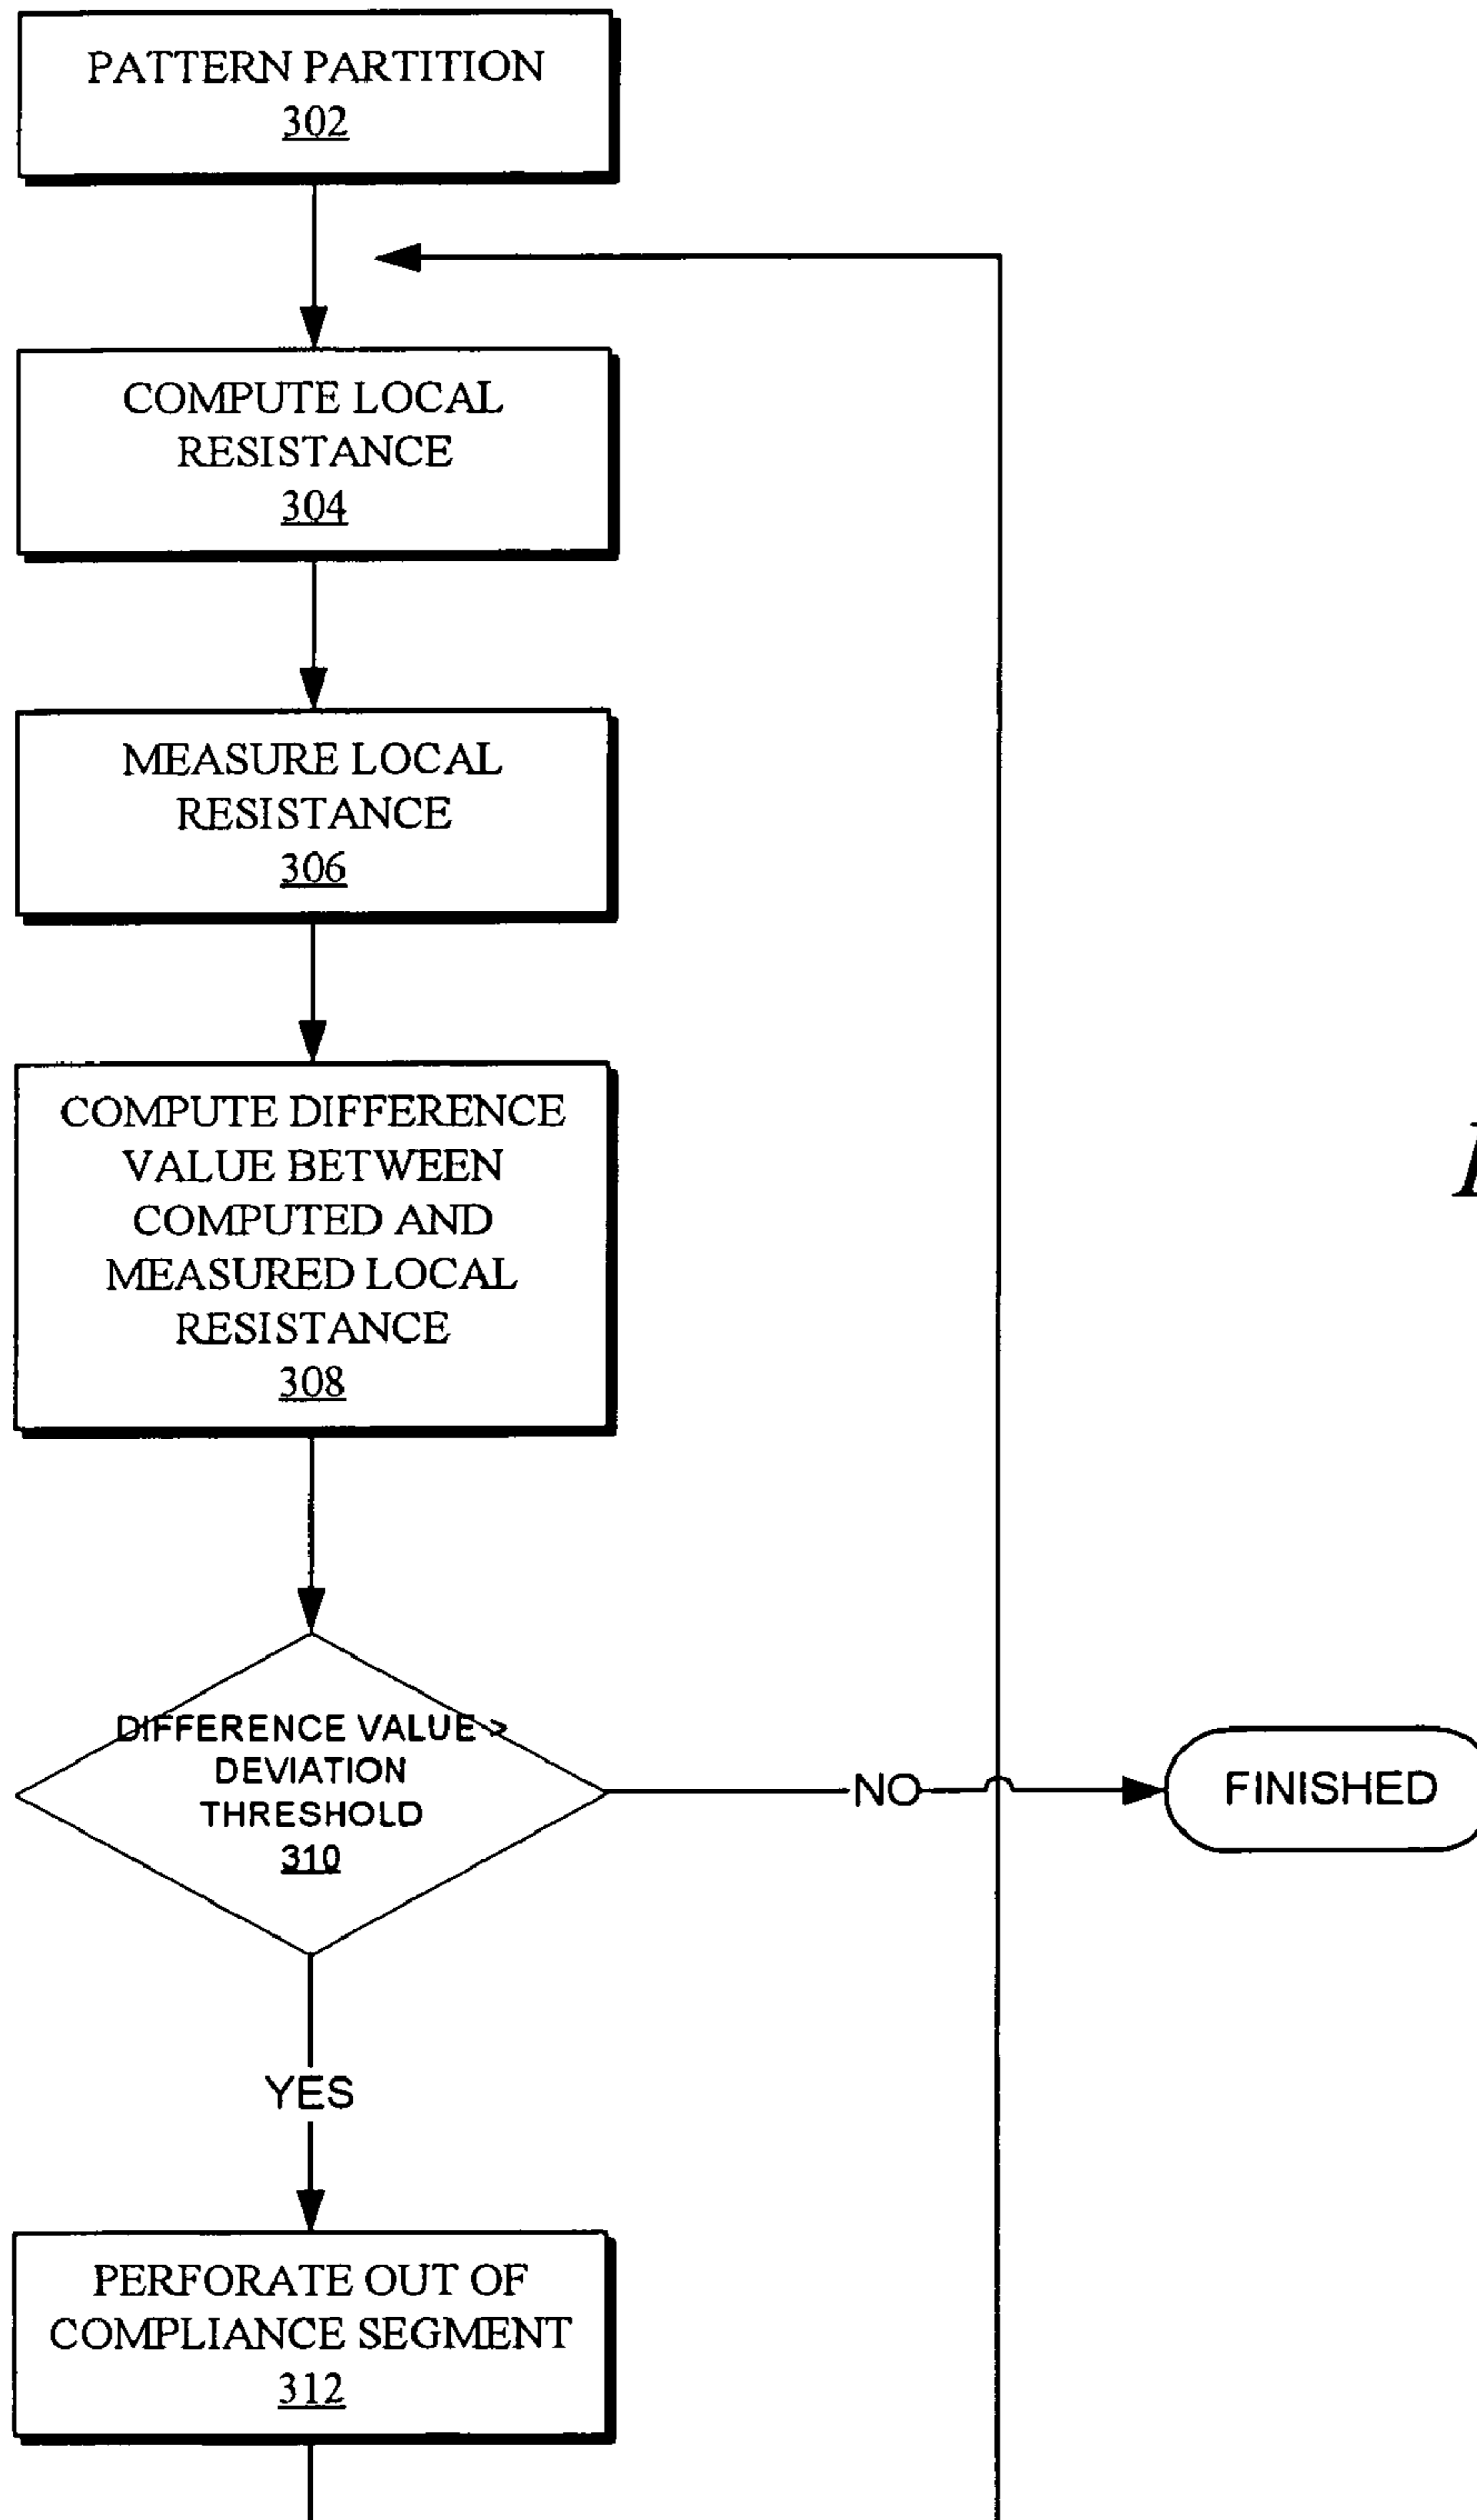 PATTERN PARTITION
302
COMPUTE LOCAL
RESISTANCE
304
MEASURE LOCAL
RESISTANCE
306
COMPUTE DIFFERENCE
VALUE BETWEEN
COMPUTED AND
MEASURED LOCAL
RESISTANCE
308
DIFFERENCE VALUE >
DEVIATION
THRESHOLD
310
NO
FINISHED
YES
PERFORATE OUT OF
COMPLIANCE SEGMENT
312